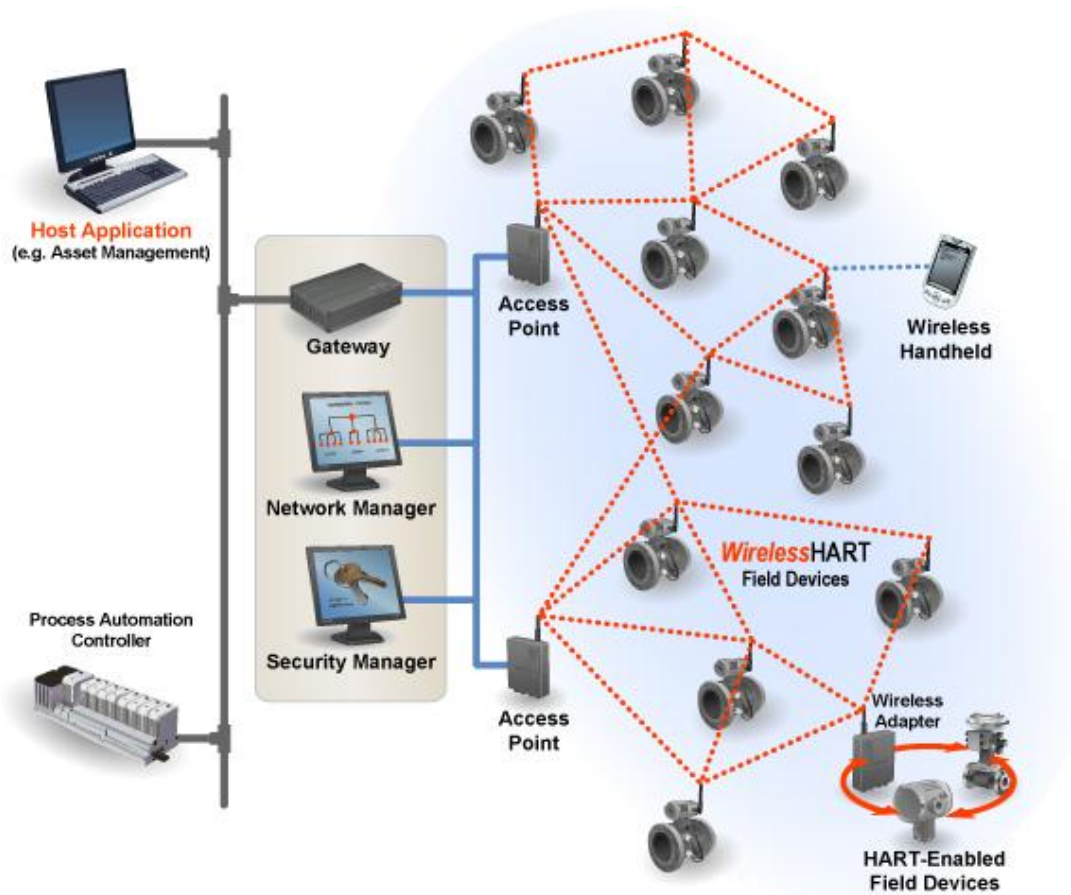 Host Application
(e.g. Asset Management)
Gateway
Access
Point
Wireless
Handheld
Network Manager
WirelessHART
Field Devices
Process Automation
Controller
Security Manager
Access
Point
Wireless
Adapter
HART-Enabled
Field Devices